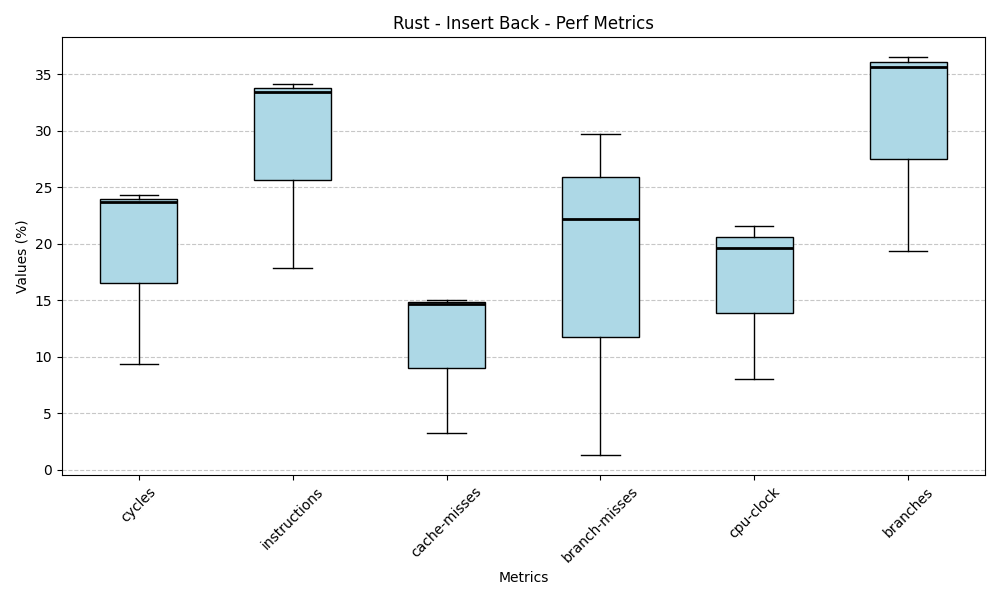 Rust - Insert Back - Perf Metrics
Values (%)
35
30
25
20
15
10
5
0
cycles
instructions
cache-misses
branch-misses
cpu-clock
branches
Metrics